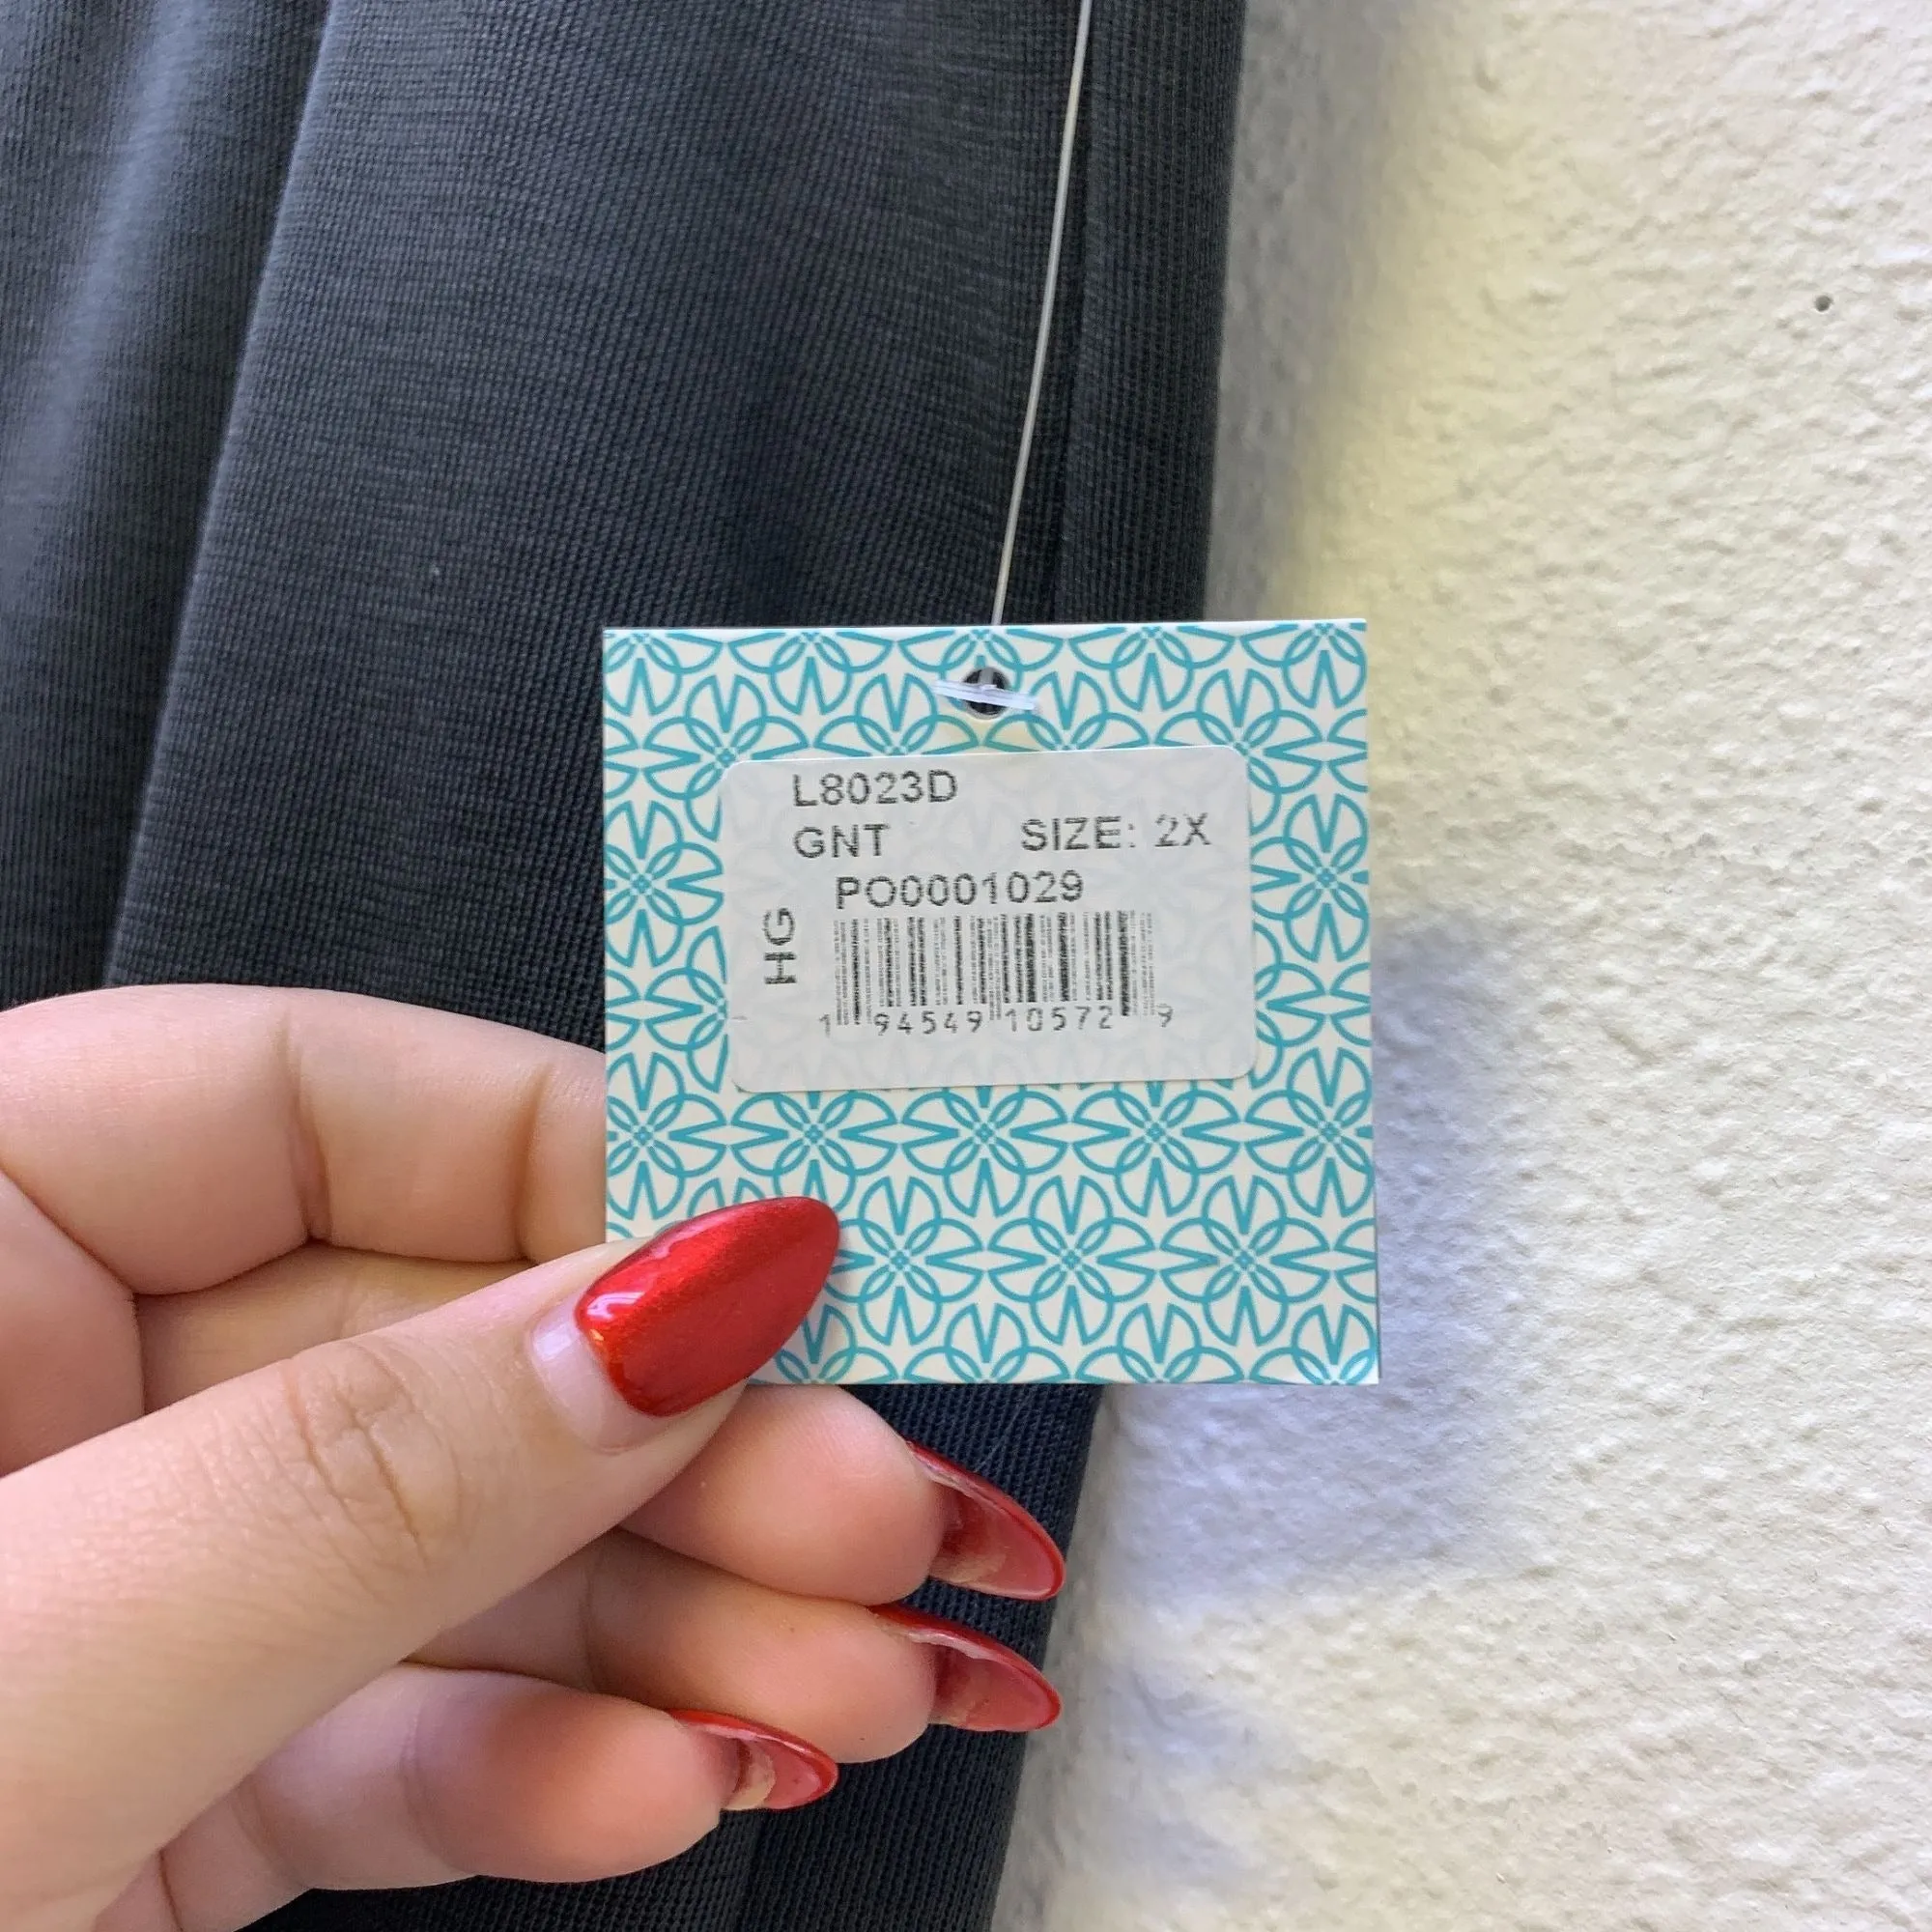 L8023D
GNT SIZE: 2X
PO0001029
HG
1 94549 10572 9